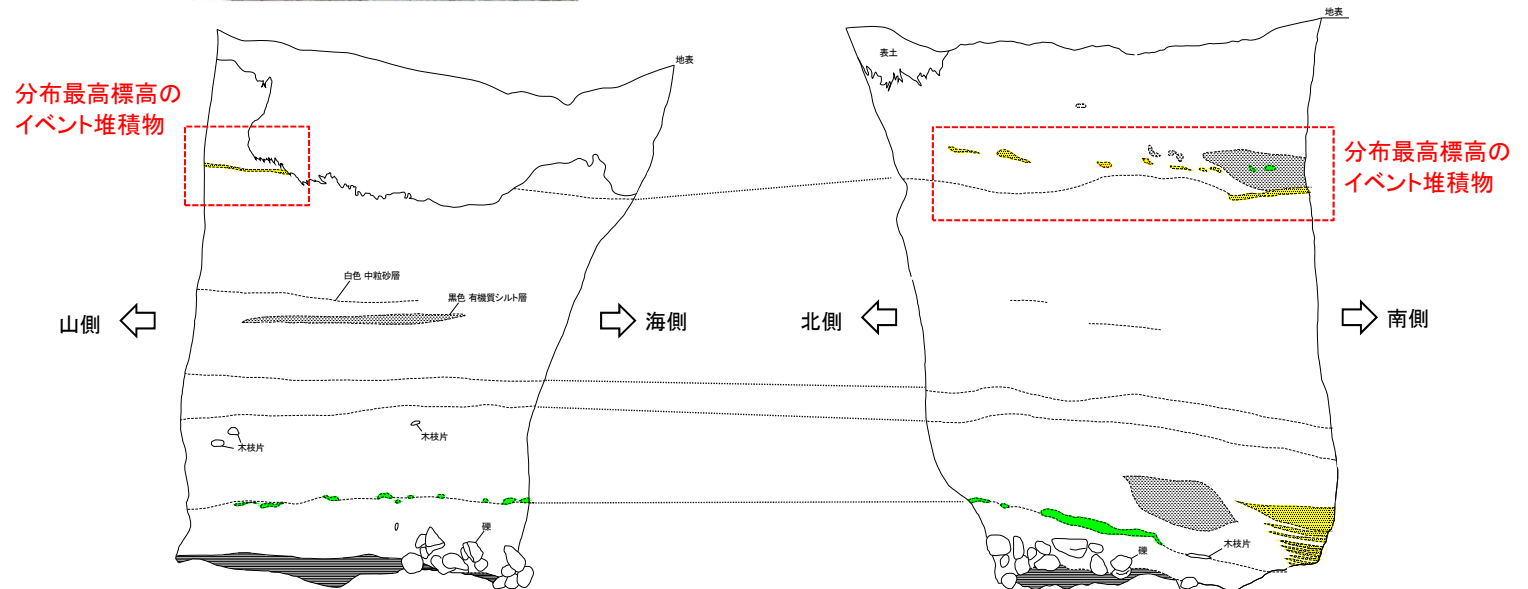 地表
地表
表土
分布最高標高の
イベント堆積物
分布最高標高の
イベント堆積物
白色 中粒砂層
黒色 有機質シルト層
山側
海側
北側
南側
木枝片
木枝片
礫
木枝片
礫